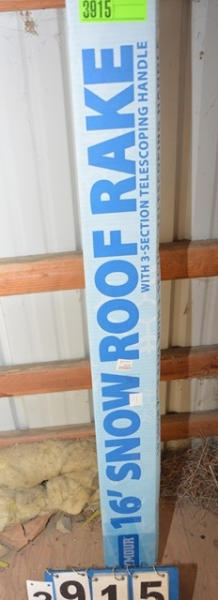 3915
16' SNOW ROOF RAKE
WITH 3-SECTION TELESCOPING HANDLE
3915